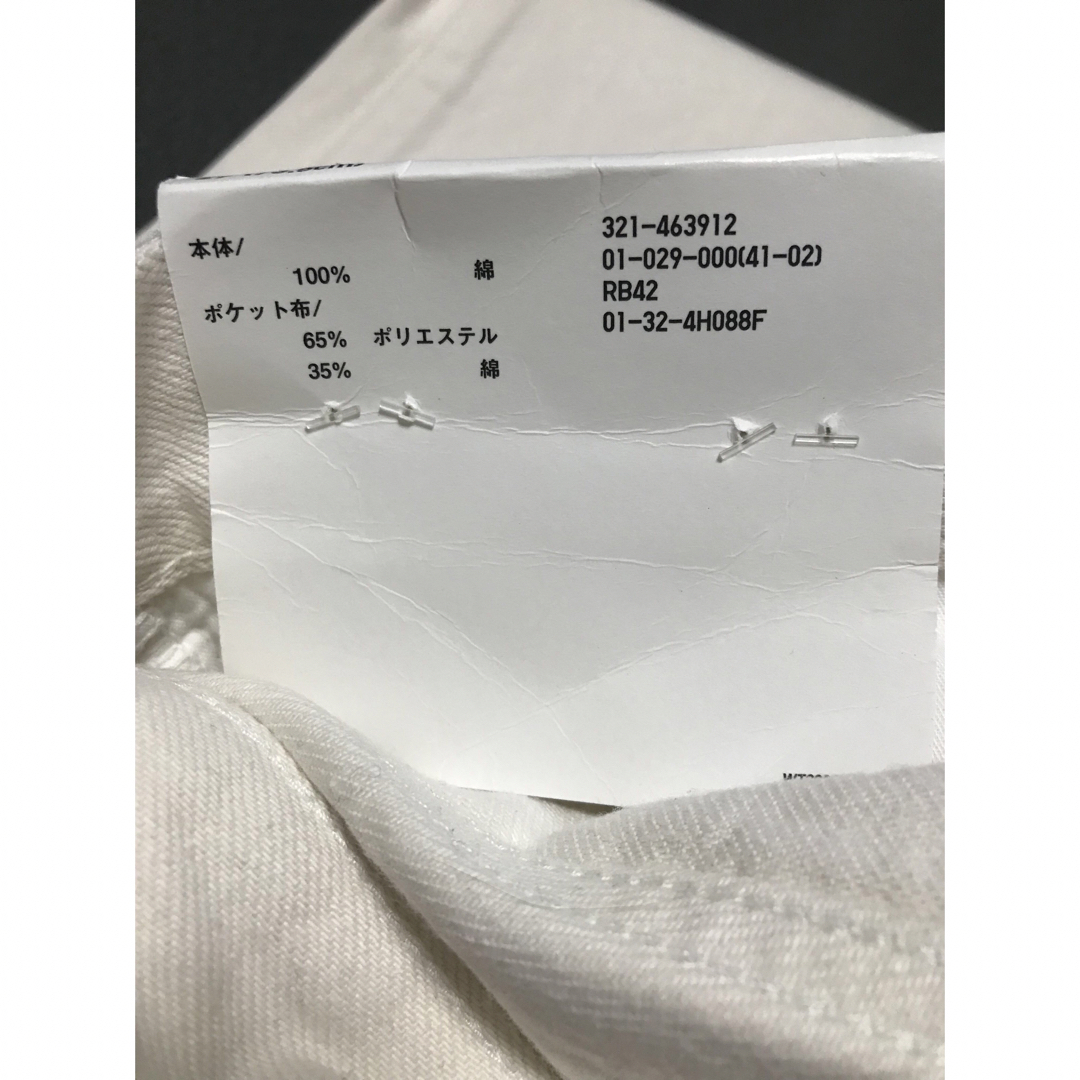 本体/
100% 綿
ポケット布/
65% ポリエステル
35% 綿
321-463912
01-029-000(41-02)
RB42
01-32-4H088F